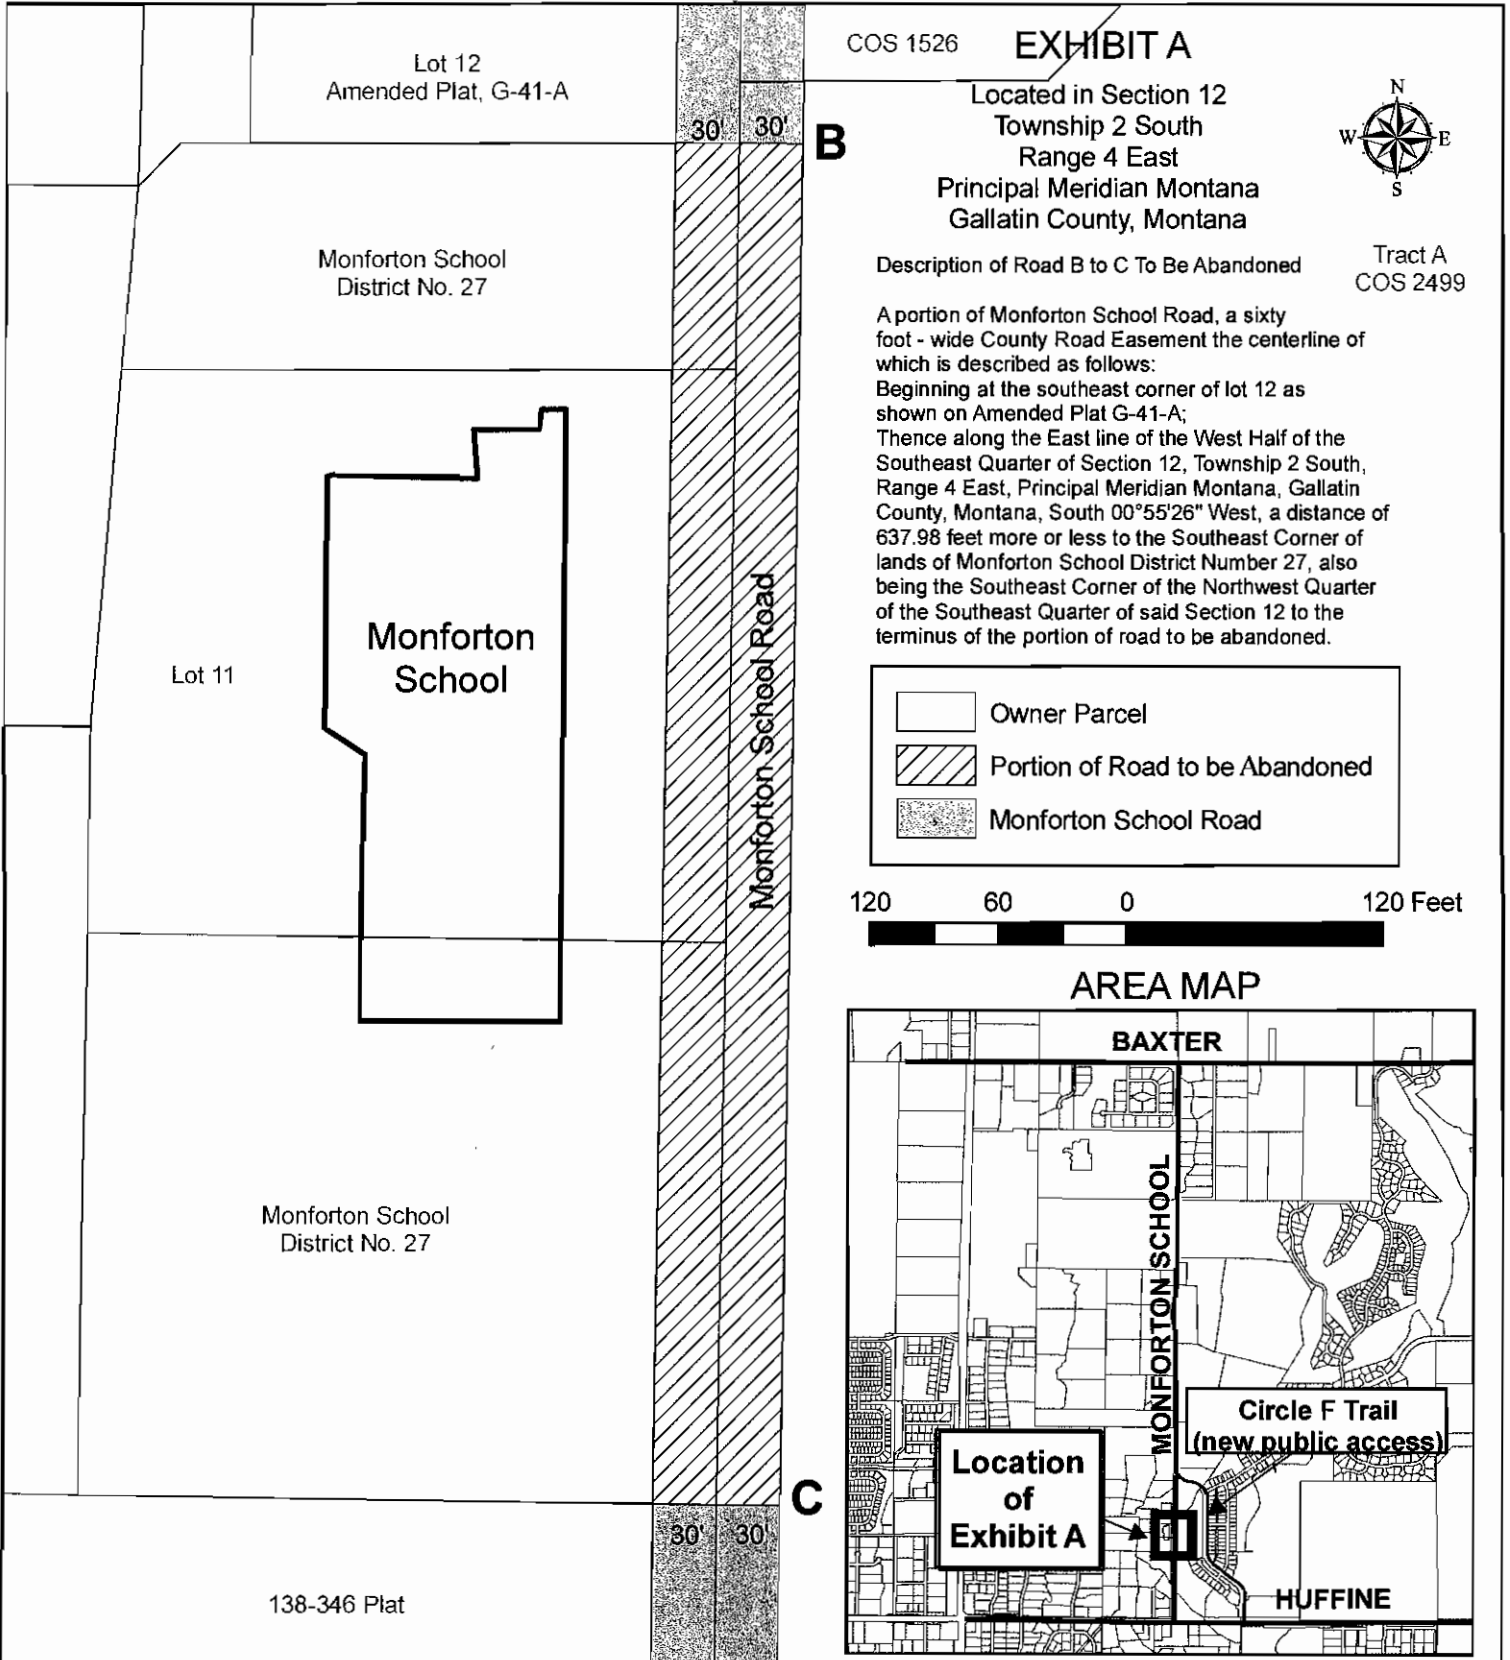 Lot 12
Amended Plat, G-41-A
COS 1526
EXHIBIT A
Located in Section 12
Township 2 South
Range 4 East
Principal Meridian Montana
Gallatin County, Montana
N
W
E
S
30'
30'
B
Monforton School
District No. 27
Description of Road B to C To Be Abandoned
Tract A
COS 2499
A portion of Monforton School Road, a sixty
foot - wide County Road Easement the centerline of
which is described as follows:
Beginning at the southeast corner of lot 12 as
shown on Amended Plat G-41-A;
Thence along the East line of the West Half of the
Southeast Quarter of Section 12, Township 2 South,
Range 4 East, Principal Meridian Montana, Gallatin
County, Montana, South 00°55'26" West, a distance of
637.98 feet more or less to the Southeast Corner of
lands of Monforton School District Number 27, also
being the Southeast Corner of the Northwest Quarter
of the Southeast Quarter of said Section 12 to the
terminus of the portion of road to be abandoned.
Monforton
School
Lot 11
Monforton School Road
Owner Parcel
Portion of Road to be Abandoned
Monforton School Road
120 60 0 120 Feet
AREA MAP
BAXTER
MONFORTON SCHOOL
Circle F Trail
(new public access)
Location
of
Exhibit A
HUFFINE
Monforton School
District No. 27
C
30'
30'
138-346 Plat